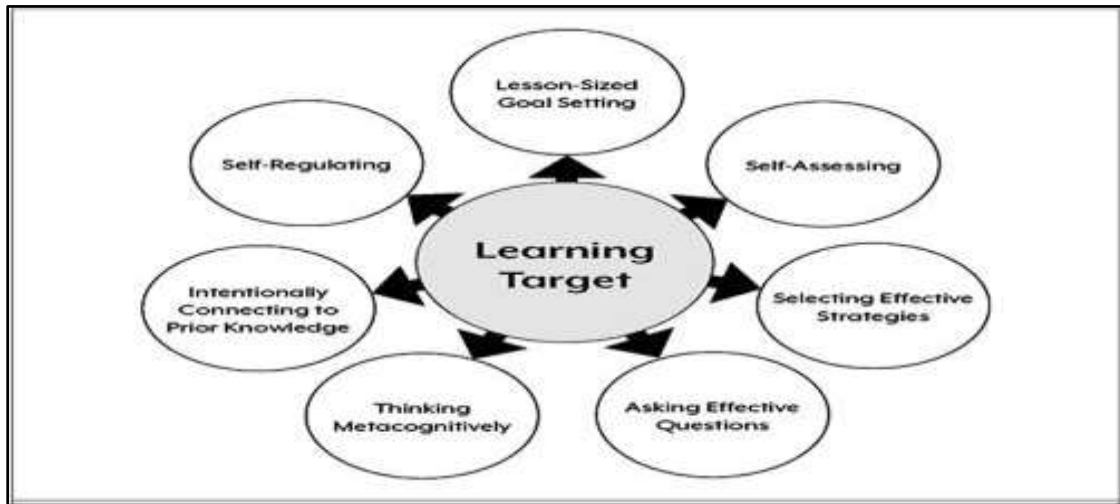 Lesson-Sized
Goal Setting
Self-Regulating
Self-Assessing
Learning
Target
Intentionally
Connecting to
Prior Knowledge
Selecting Effective
Strategies
Thinking
Metacognitively
Asking Effective
Questions